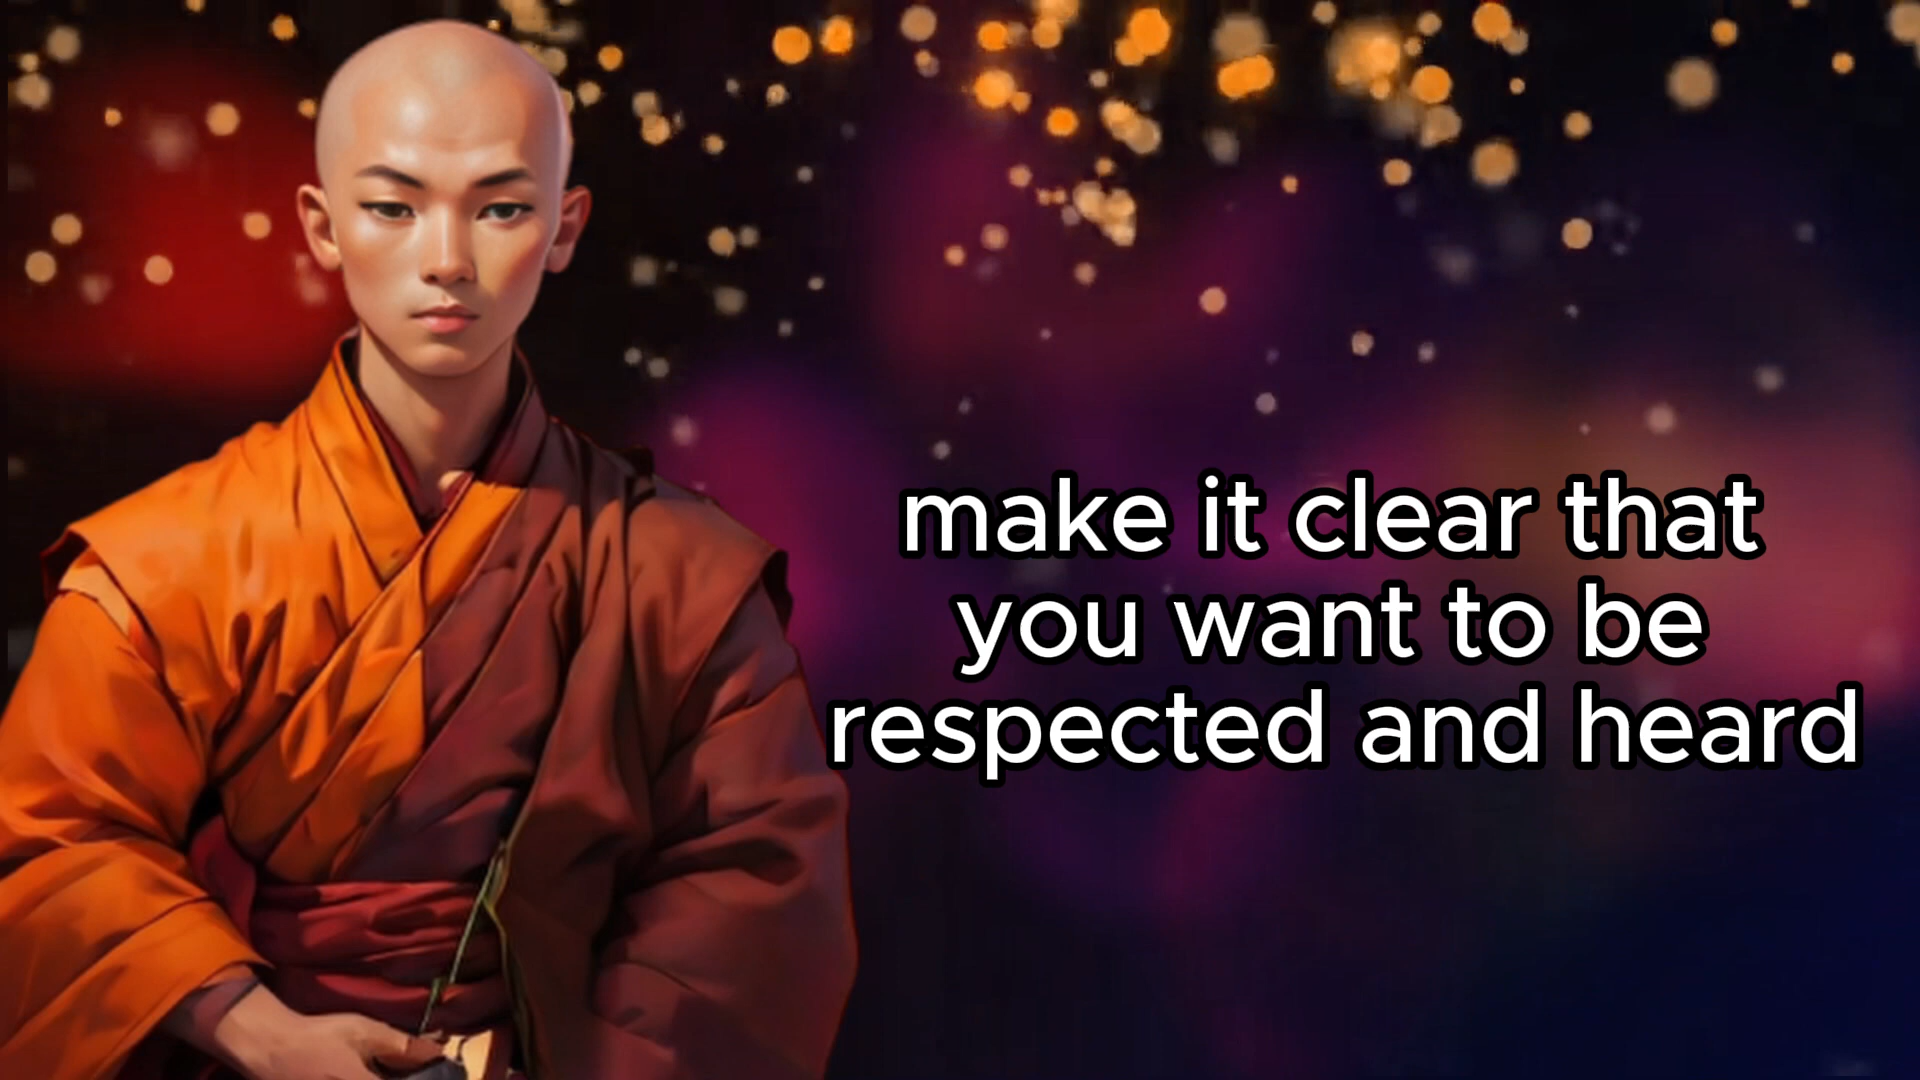 make it clear that
you want to be
respected and heard